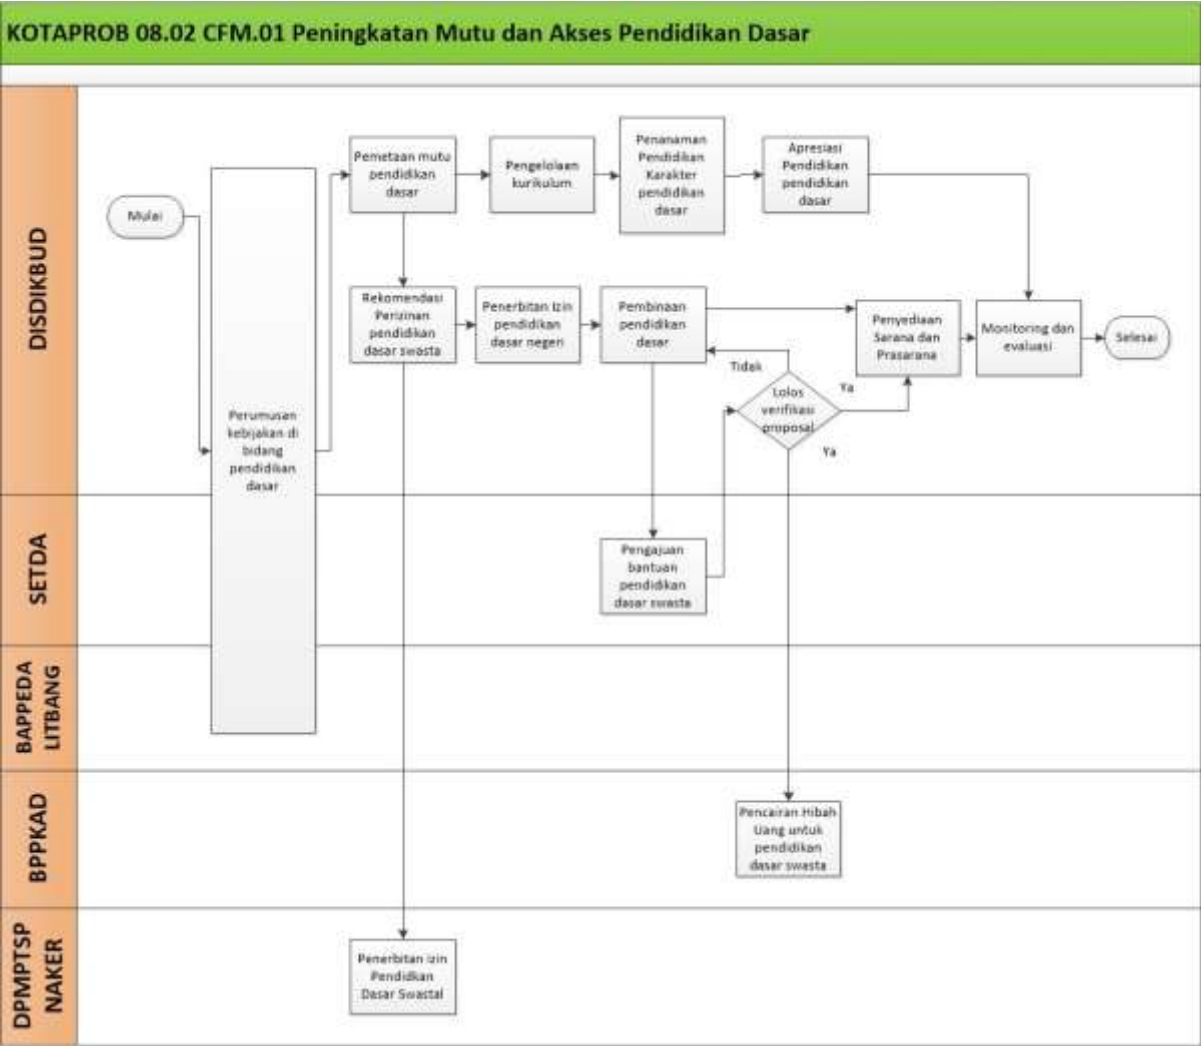 KOTAPROB 08.02 CFM.01 Peningkatan Mutu dan Akses Pendidikan Dasar
DISDIKBUD
Mulai
Perumusan
kebijakan di
bidang
pendidikan
dasar
Pemetaan mutu
pendidikan
dasar
Pengelolaan
kurikulum
Penanaman
Pendidikan
Karakter
pendidikan
dasar
Apresiasi
Pendidikan
pendidikan
dasar
Rekomendasi
Perizinan
pendidikan
dasar swasta
Penerbitan izin
pendidikan
dasar negeri
Pembinaan
pendidikan
dasar
Penyediaan
Sarana dan
Prasarana
Monitoring dan
evaluasi
Selesai
Tidak
Lolos
verifikasi
proposal
Ya
Ya
SETDA
Pengajuan
bantuan
pendidikan
dasar swasta
BAPPEDA
LITBANG
BPPKAD
Pencairan Hibah
Uang untuk
pendidikan
dasar swasta
DPMPTSP
NAKER
Penerbitan izin
Pendidkan
Dasar Swastal